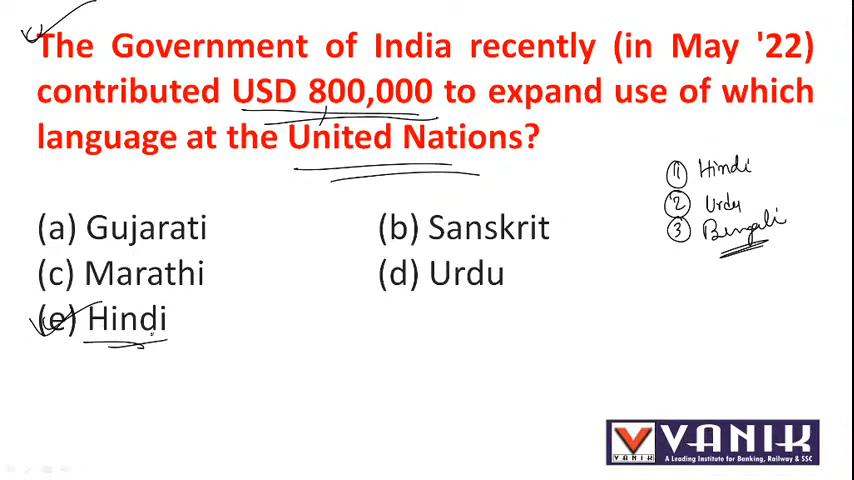 The Government of India recently (in May '22)
contributed USD 800,000 to expand use of which
language at the United Nations?
(a) Gujarati
(b) Sanskrit
(c) Marathi
(d) Urdu
(e) Hindi
1 Hindi
2 Urdu
3 Bengali
VANIK
VANIK
A Leading Institute for Banking, Railway & SSC